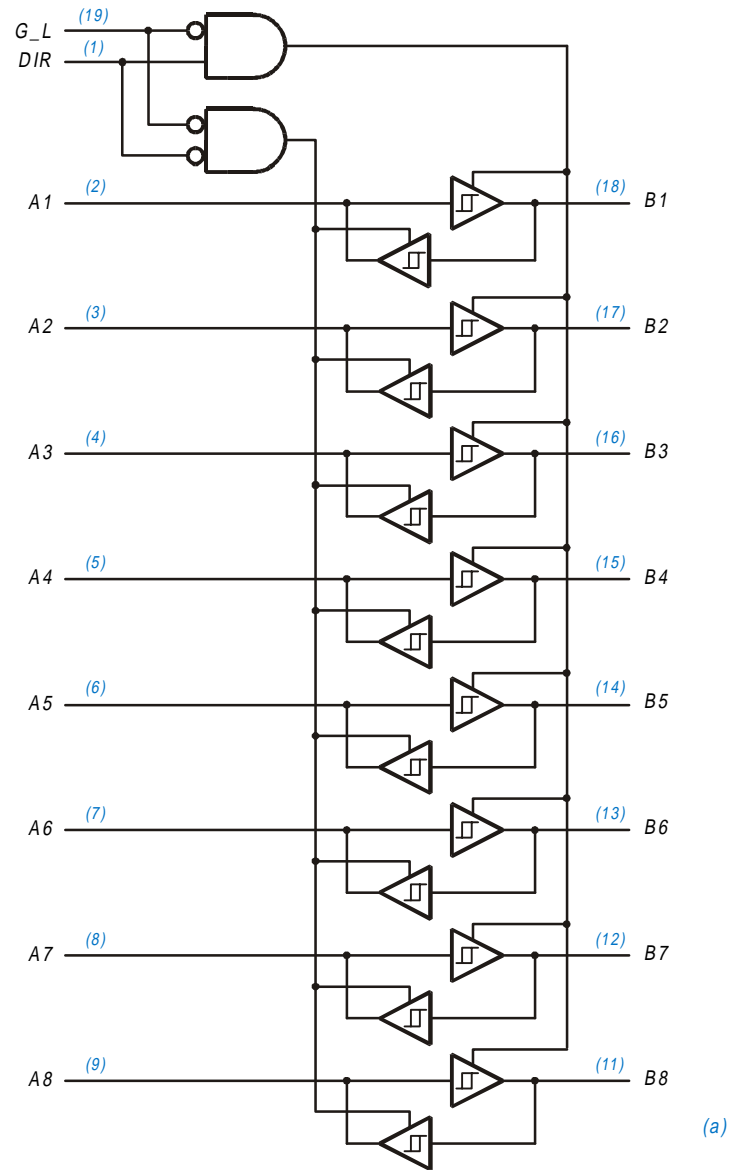 G_L (19)
DIR (1)
A1 (2) (18) B1
A2 (3) (17) B2
A3 (4) (16) B3
A4 (5) (15) B4
A5 (6) (14) B5
A6 (7) (13) B6
A7 (8) (12) B7
A8 (9) (11) B8
(a)